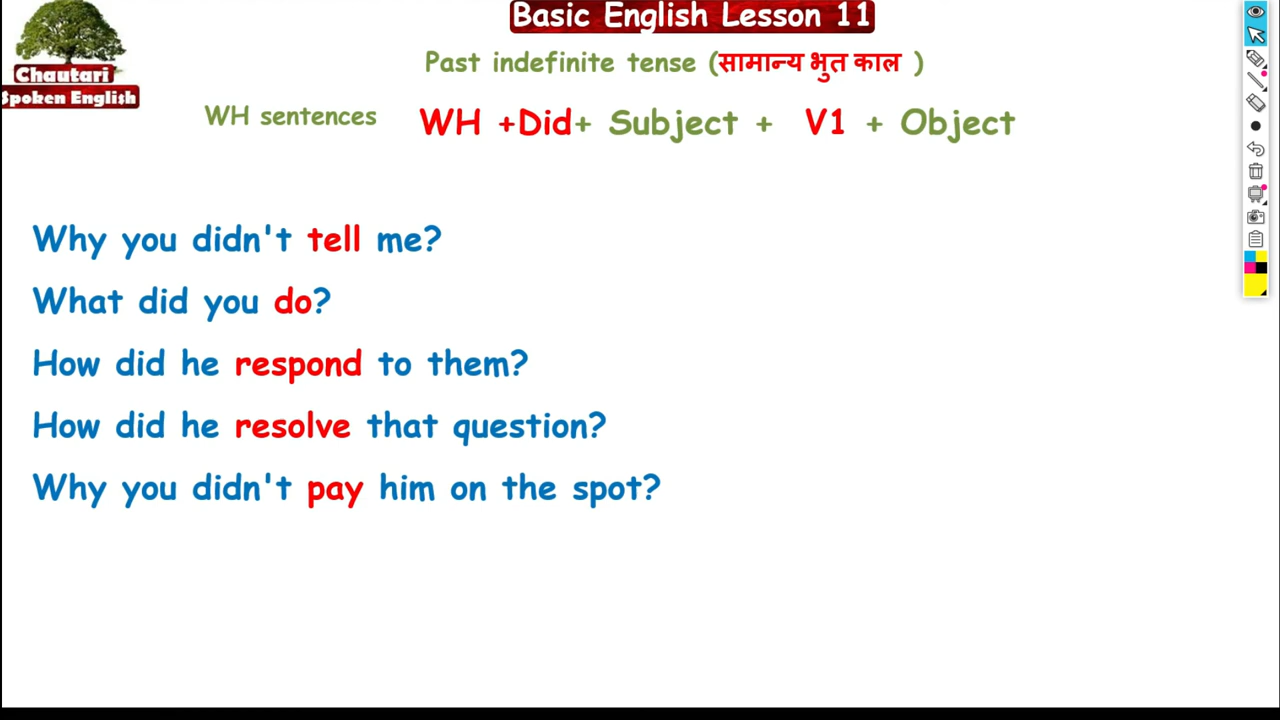 Basic English Lesson 11
Chautari
Spoken English
Past indefinite tense (सामान्य भुत काल )
WH sentences WH +Did+ Subject + V1 + Object
Why you didn't tell me?
What did you do?
How did he respond to them?
How did he resolve that question?
Why you didn't pay him on the spot?